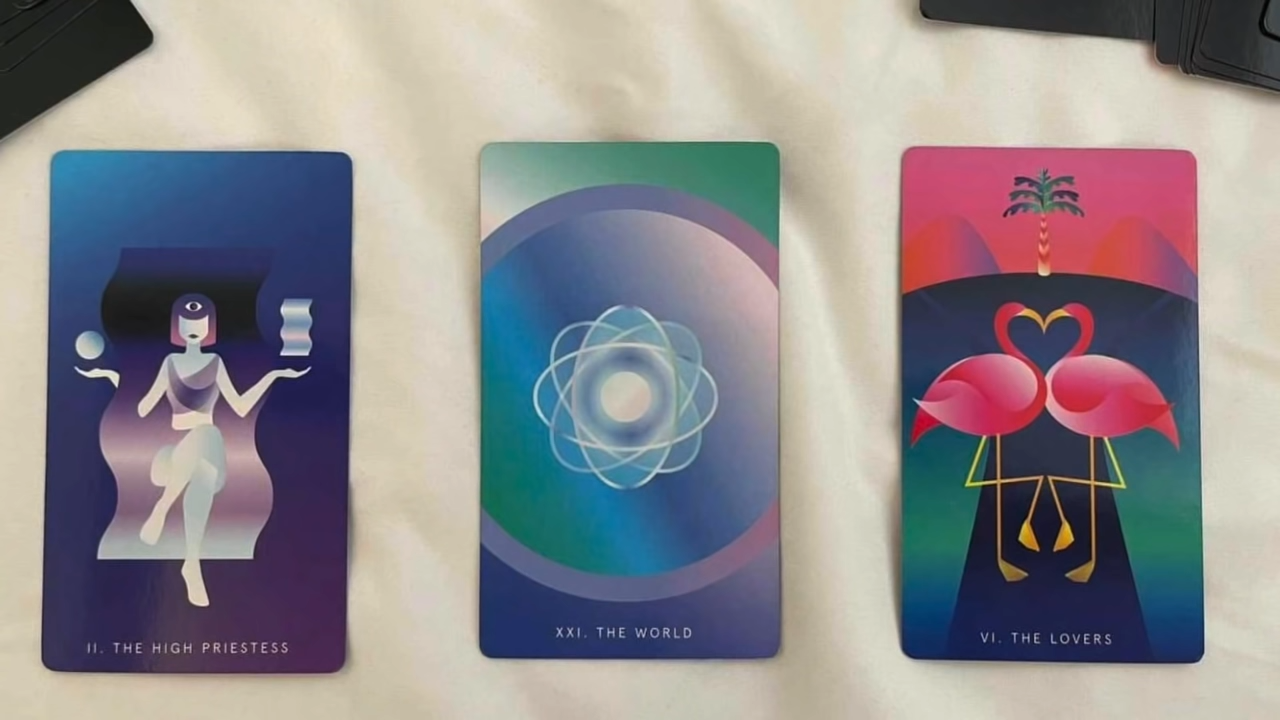 II. THE HIGH PRIESTESS
XXI. THE WORLD
VI. THE LOVERS